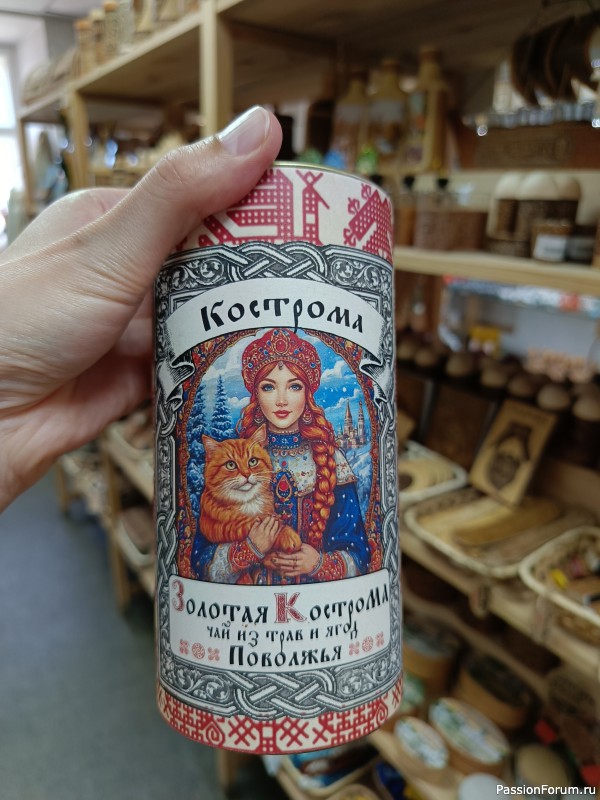 Кострома
Золотая Кострома
чай из трав и ягод
Поволжья
PassionForum.ru